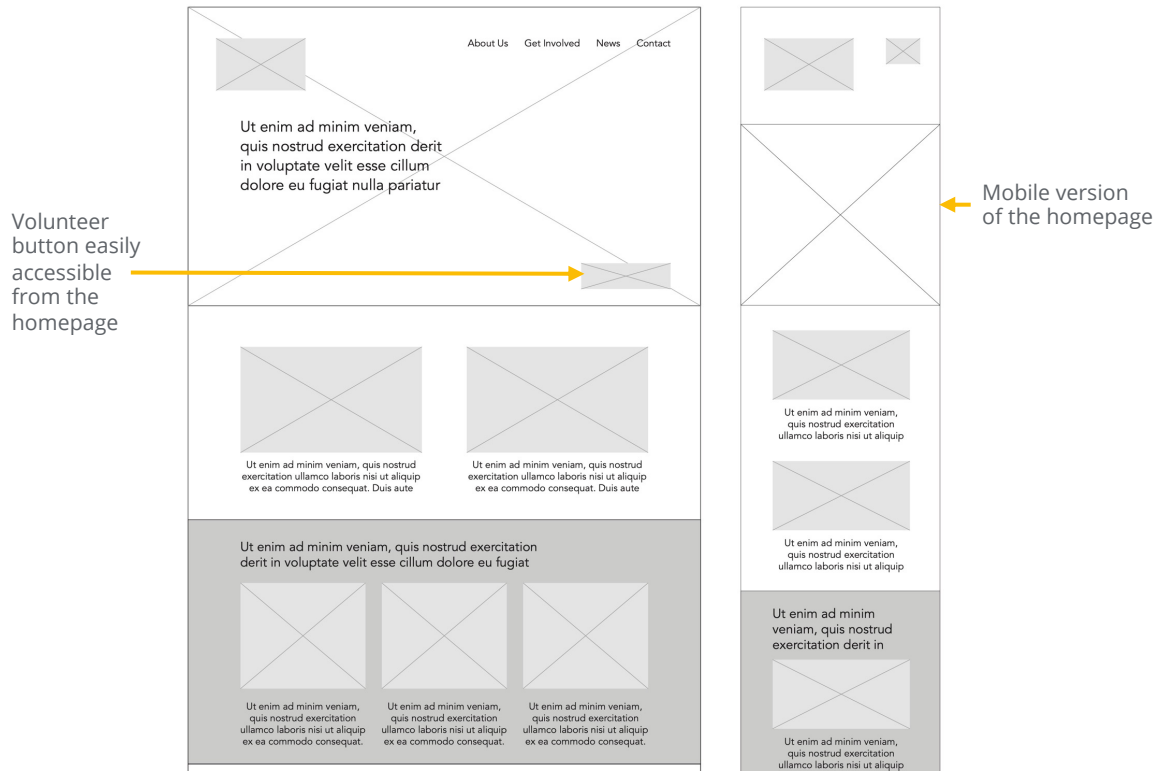 About Us Get Involved News Contact
Ut enim ad minim veniam,
quis nostrud exercitation derit
in voluptate velit esse cillum
dolore eu fugiat nulla pariatur
Volunteer
button easily
accessible
from the
homepage
Ut enim ad minim veniam, quis nostrud
exercitation ullamco laboris nisi ut aliquip
ex ea commodo consequat. Duis aute
Ut enim ad minim veniam, quis nostrud
exercitation ullamco laboris nisi ut aliquip
ex ea commodo consequat. Duis aute
Ut enim ad minim veniam, quis nostrud exercitation
derit in voluptate velit esse cillum dolore eu fugiat
Ut enim ad minim veniam,
quis nostrud exercitation
ullamco laboris nisi ut aliquip
ex ea commodo consequat.
Ut enim ad minim veniam,
quis nostrud exercitation
ullamco laboris nisi ut aliquip
ex ea commodo consequat.
Ut enim ad minim veniam,
quis nostrud exercitation
ullamco laboris nisi ut aliquip
ex ea commodo consequat.
Mobile version
of the homepage
Ut enim ad minim veniam,
quis nostrud exercitation
ullamco laboris nisi ut aliquip
Ut enim ad minim veniam,
quis nostrud exercitation
ullamco laboris nisi ut aliquip
Ut enim ad minim
veniam, quis nostrud
exercitation derit in
Ut enim ad minim veniam,
quis nostrud exercitation
ullamco laboris nisi ut aliquip